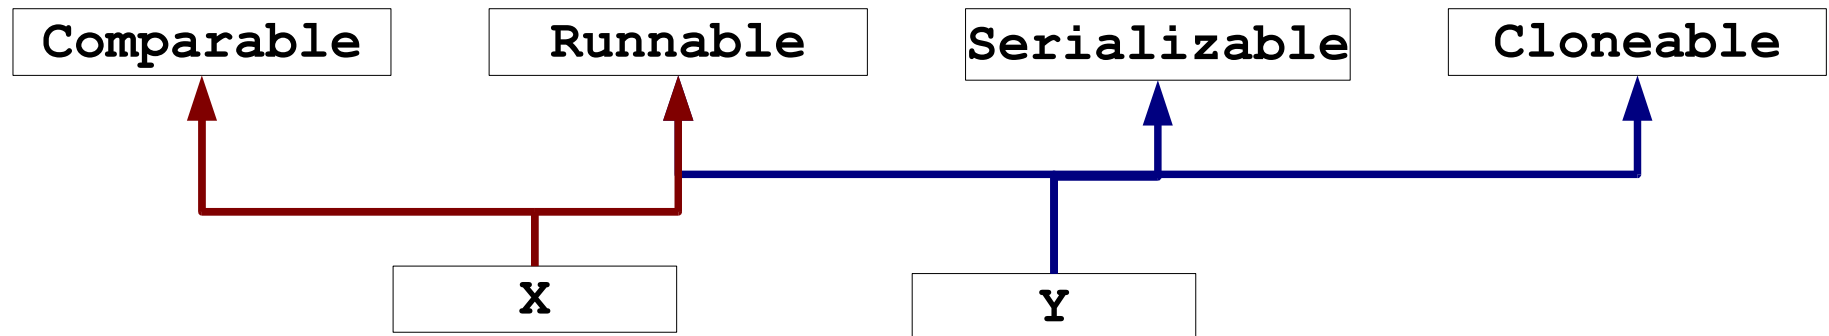 Comparable
Runnable
Serializable
Cloneable
X
Y